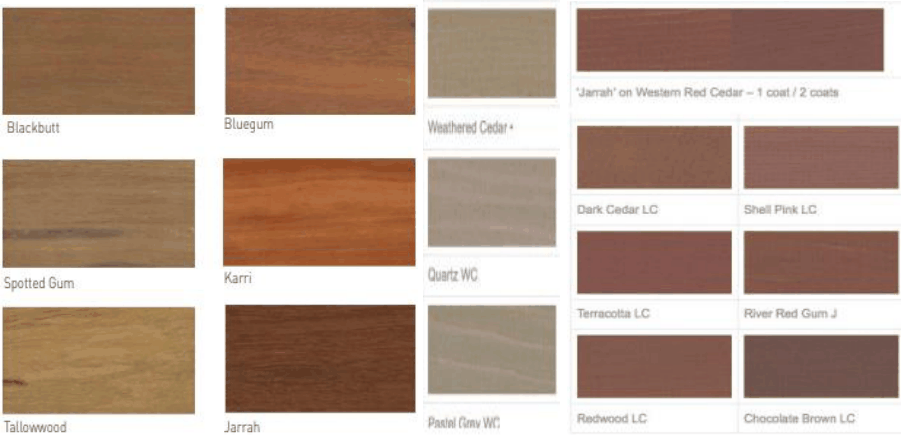 Blackbutt
Bluegum
Weathered Cedar •
'Jarrah' on Western Red Cedar – 1 coat / 2 coats
Dark Cedar LC
Shell Pink LC
Spotted Gum
Karri
Quartz WC
Terracotta LC
River Red Gum J
Tallowwood
Jarrah
Pastel Grey WC
Redwood LC
Chocolate Brown LC